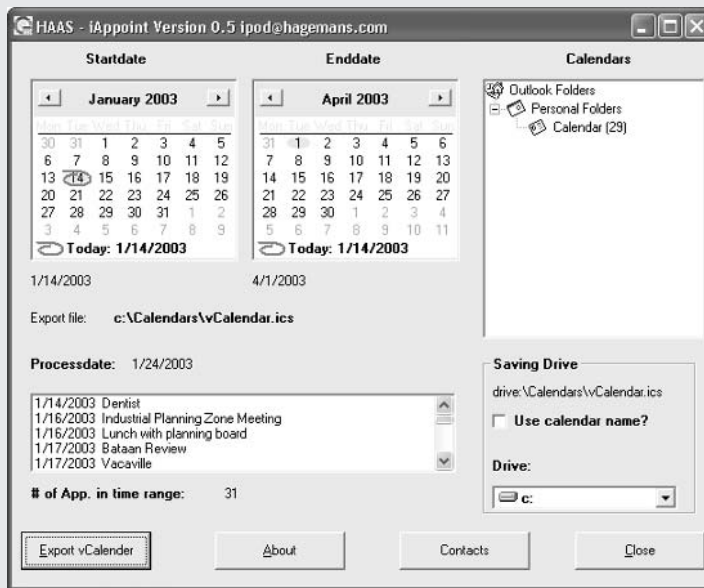 HAAS - iAppoint Version 0.5 ipod@hagemans.com
Startdate Enddate Calendars
January 2003
Mon Tue Wed Thu Fri Sat Sun
30 31 1 2 3 4 5
6 7 8 9 10 11 12
13 14 15 16 17 18 19
20 21 22 23 24 25 26
27 28 29 30 31 1 2
3 4 5 6 7 8 9
Today: 1/14/2003
1/14/2003
April 2003
Mon Tue Wed Thu Fri Sat Sun
31 1 2 3 4 5 6
7 8 9 10 11 12 13
14 15 16 17 18 19 20
21 22 23 24 25 26 27
28 29 30 1 2 3 4
5 6 7 8 9 10 11
Today: 1/14/2003
4/1/2003
Outlook Folders
Personal Folders
Calendar (29)
Export file: c:\Calendars\vCalendar.ics
Processdate: 1/24/2003
1/14/2003 Dentist
1/16/2003 Industrial Planning Zone Meeting
1/16/2003 Lunch with planning board
1/17/2003 Bataan Review
1/17/2003 Vacaville
# of App. in time range: 31
Saving Drive
drive:\Calendars\vCalendar.ics
Use calendar name?
Drive:
c:
Export vCalender About Contacts Close